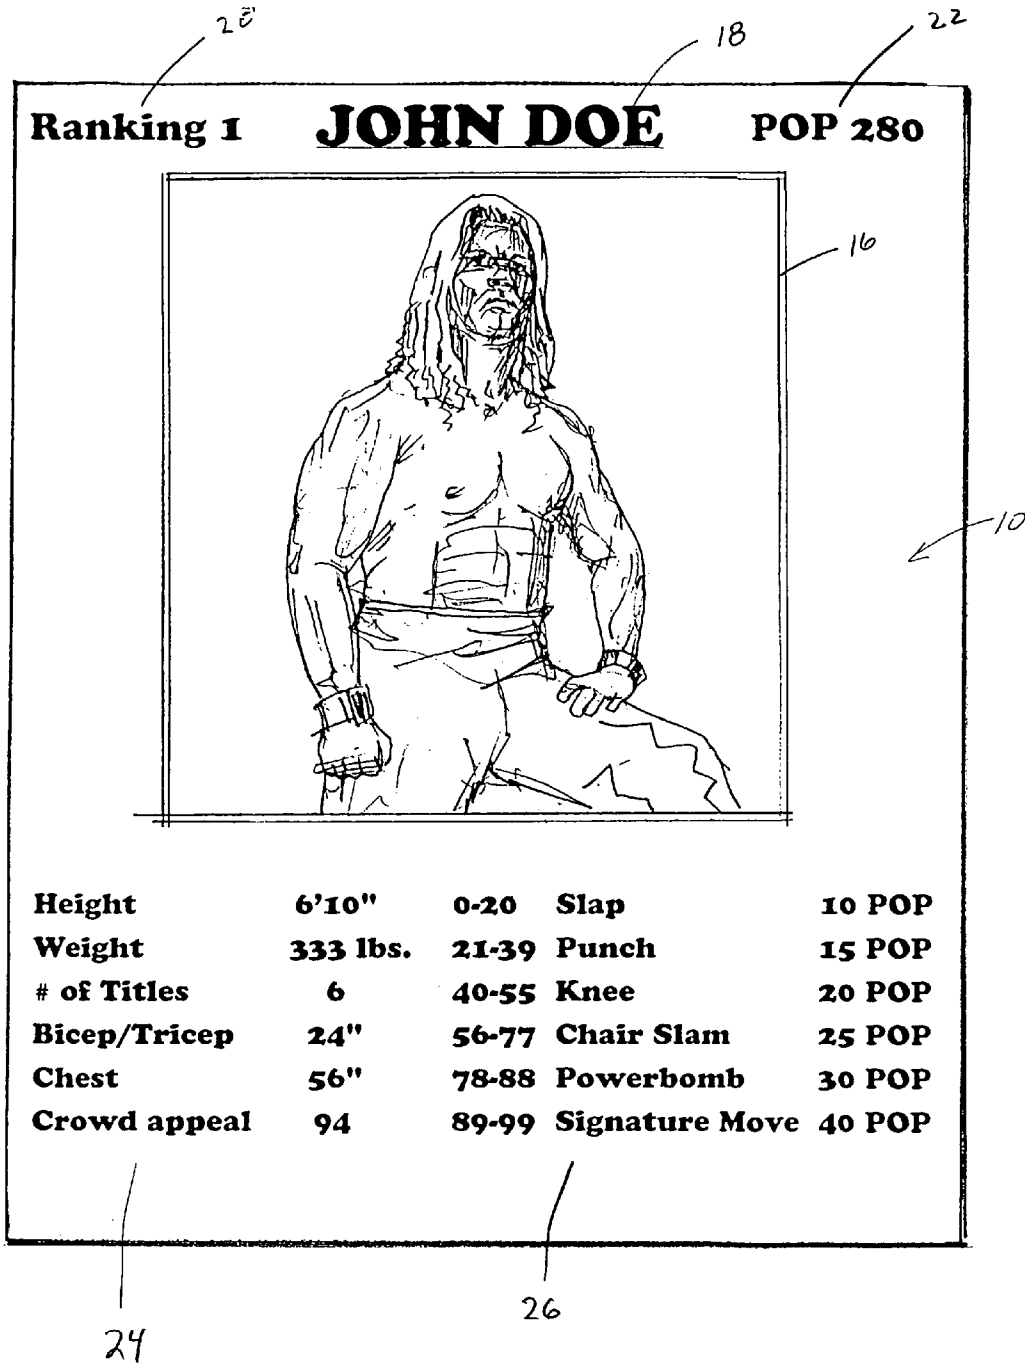 20
18
22
Ranking 1 JOHN DOE POP 280
16
10
Height 6'10" 0-20 Slap 10 POP
Weight 333 lbs. 21-39 Punch 15 POP
# of Titles 6 40-55 Knee 20 POP
Bicep/Tricep 24" 56-77 Chair Slam 25 POP
Chest 56" 78-88 Powerbomb 30 POP
Crowd appeal 94 89-99 Signature Move 40 POP
24
26